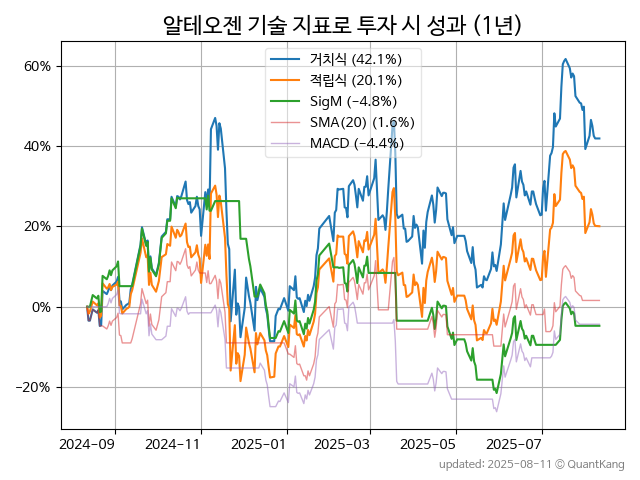 알테오젠 기술 지표로 투자 시 성과 (1년)
거치식 (42.1%)
적립식 (20.1%)
SigM (−4.8%)
SMA(20) (1.6%)
MACD (−4.4%)
60%
40%
20%
0%
−20%
2024−09 2024−11 2025−01 2025−03 2025−05 2025−07
updated: 2025−08−11 © QuantKang